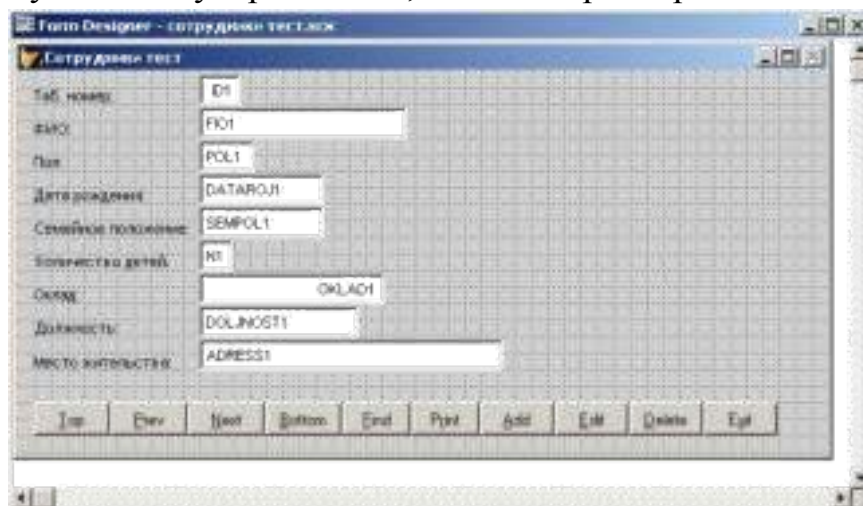 Form Designer - сотрудники тест.scx
Сотрудники тест
Таб. номер: ID1
ФИО: FIO1
Пол POL1
Дата рождения DATAROJ1
Семейное положение: SEMPOL1
Количество детей: N1
Оклад: OKLAD1
Должность: DOLJNOST1
Место жительства: ADRESS1
Top Prev Next Bottom Find Print Add Edit Delete Exit